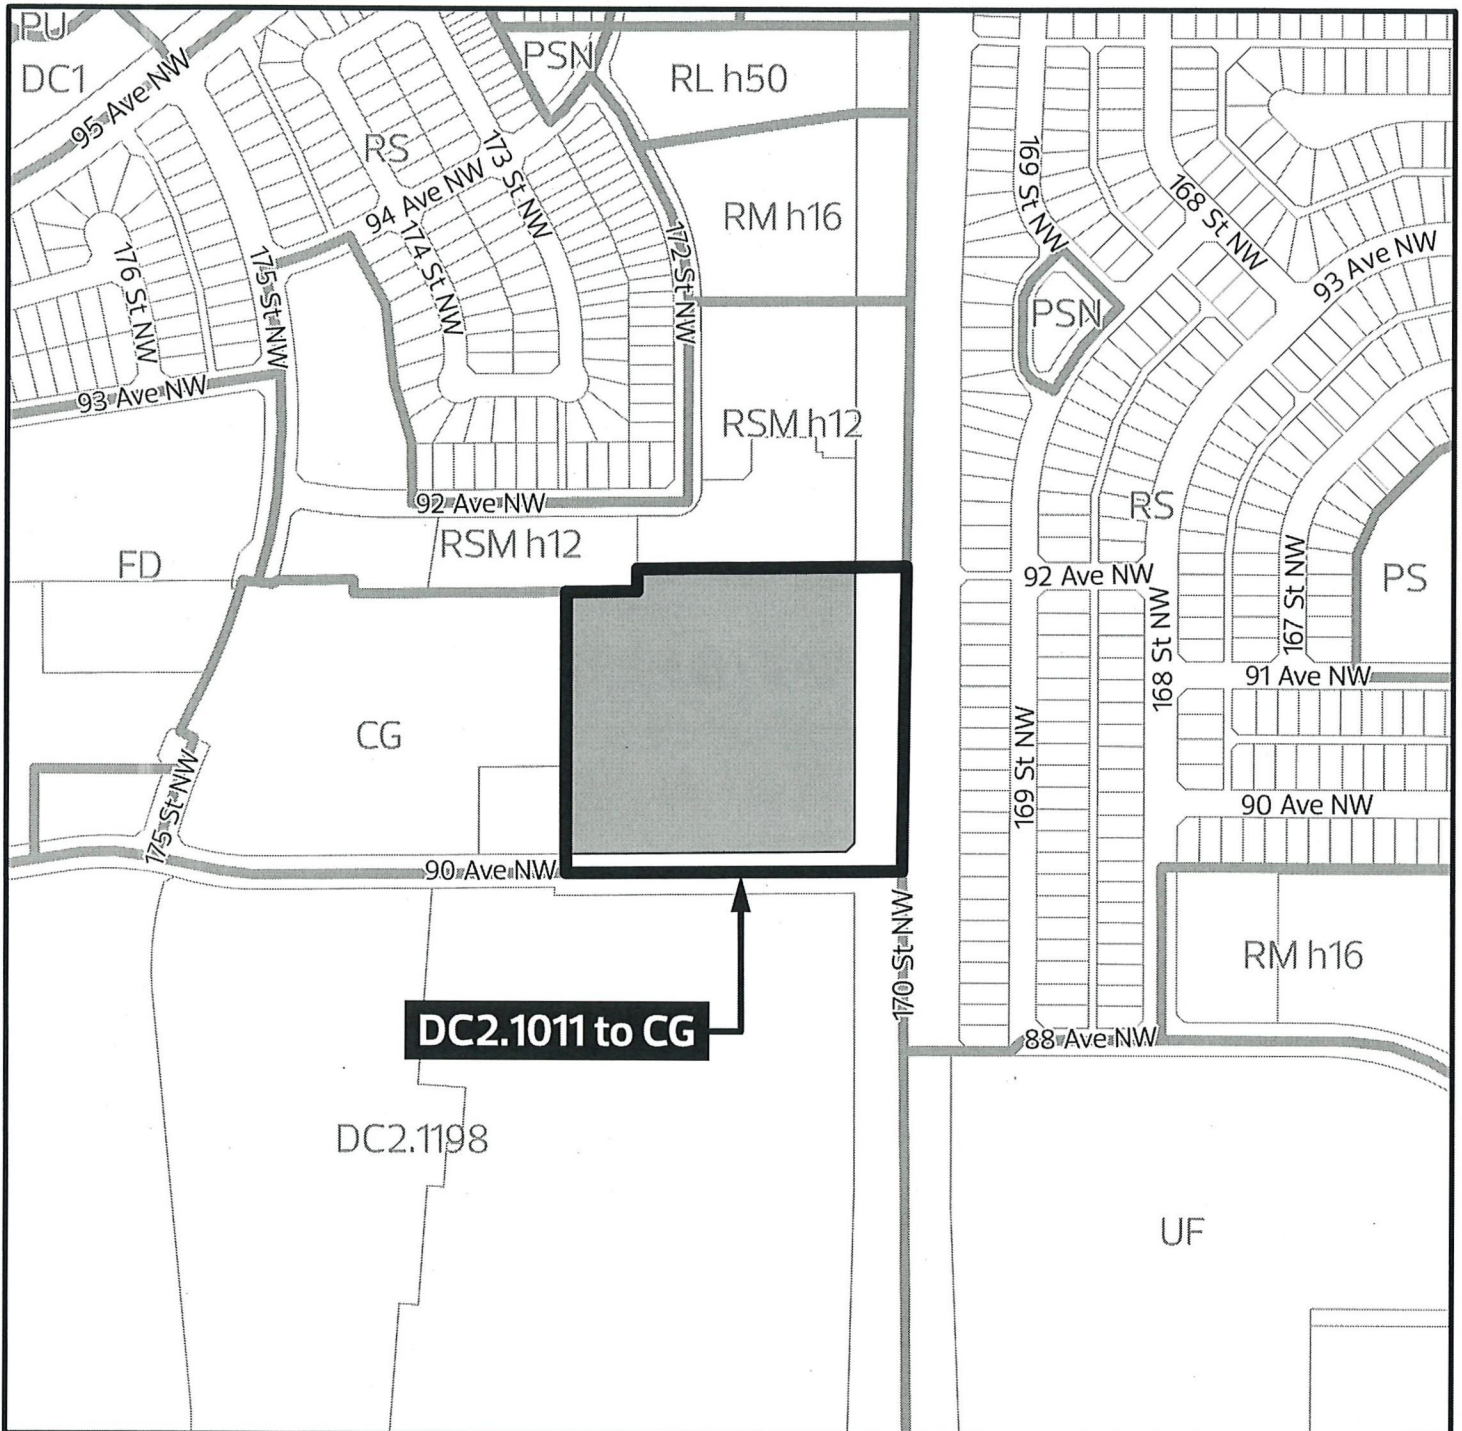 PU
DC1
95 Ave NW
PSN
RL h50
RS
173 St NW
94 Ave NW
174 St NW
RM h16
172 St NW
169 St NW
168 St NW
93 Ave NW
PSN
176 St NW
175 St NW
93 Ave NW
RSM h12
92 Ave NW
RSM h12
FD
RS
92 Ave NW
167 St NW
PS
168 St NW
91 Ave NW
CG
169 St NW
175 St NW
90 Ave NW
90 Ave NW
170 St NW
RM h16
DC2.1011 to CG
88 Ave NW
DC2.1198
UF